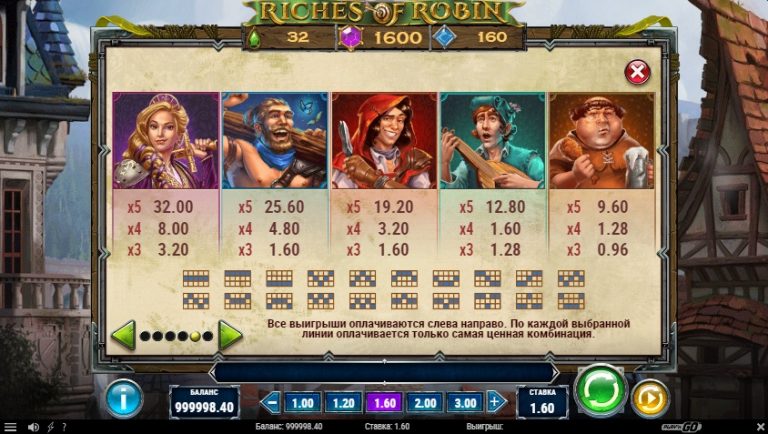 RICHES OF ROBIN
32 1600 160
x5 32.00 x5 25.60 x5 19.20 x5 12.80 x5 9.60
x4 8.00 x4 4.80 x4 3.20 x4 1.60 x4 1.28
x3 3.20 x3 1.60 x3 1.60 x3 1.28 x3 0.96
Все выигрыши оплачиваются слева направо. По каждой выбранной
линии оплачивается только самая ценная комбинация.
БАЛАНС
999998.40
1.00 1.20 1.60 2.00 3.00
СТАВКА
1.60
Баланс: 999998.40 Ставка: 1.60 Выигрыш:
PLAY'N GO